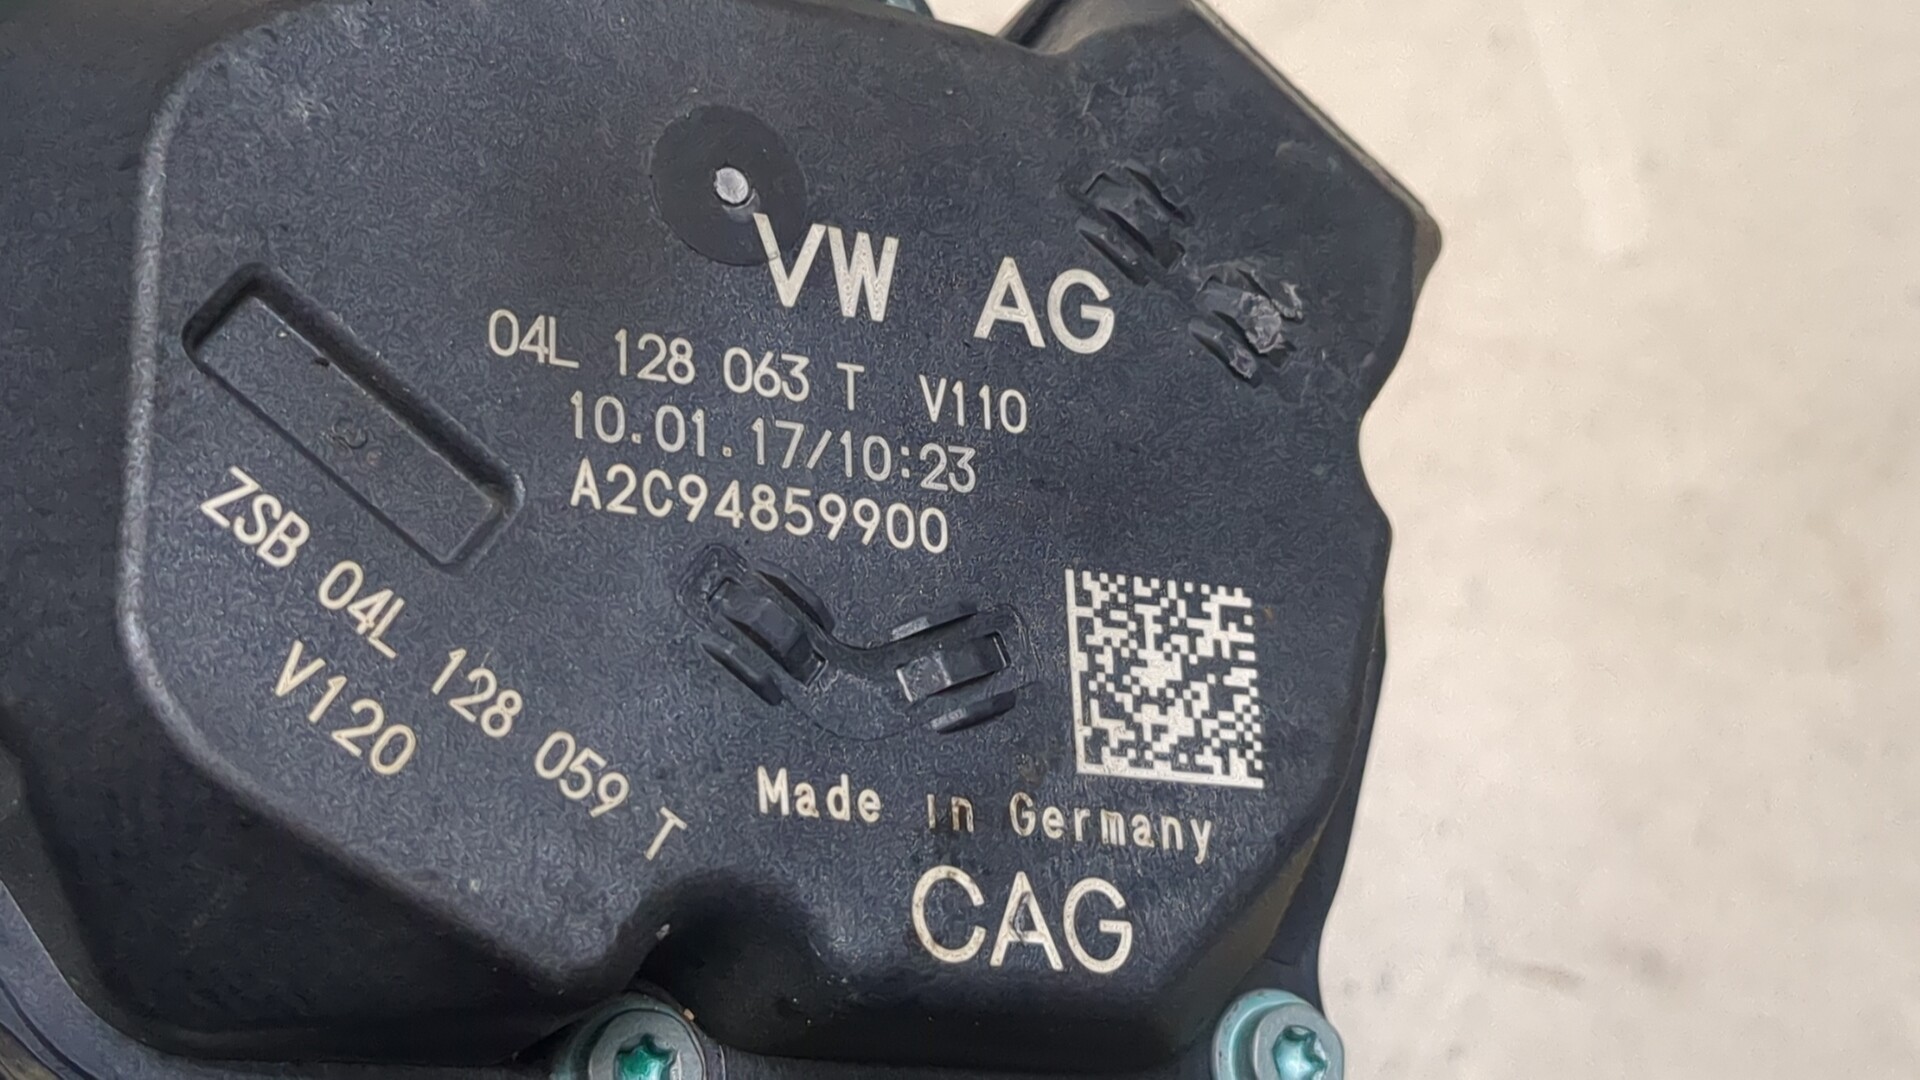 VW AG
04L 128 063 T V110
10.01.17/10:23
A2C94859900
ZSB 04L 128 059 T
V120
Made in Germany
CAG